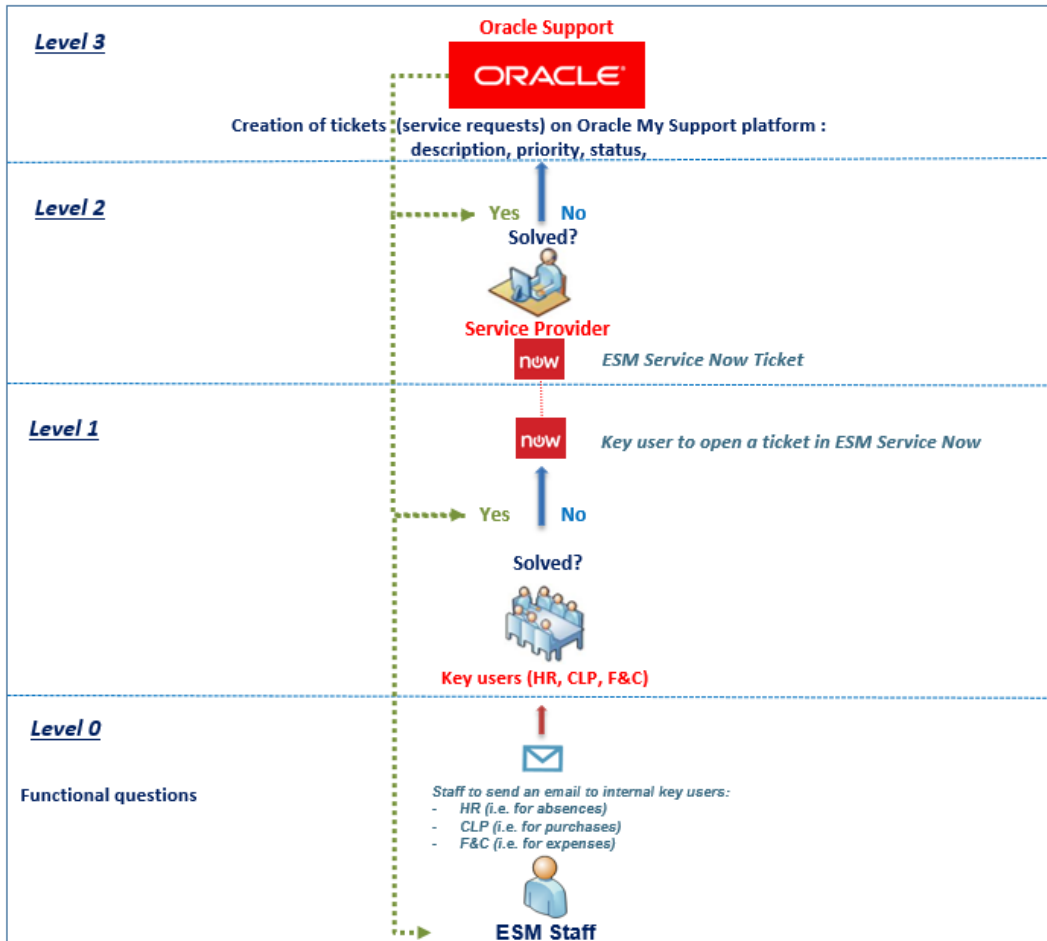 Level 3
Oracle Support
ORACLE®
Creation of tickets (service requests) on Oracle My Support platform :
description, priority, status,
Level 2
Yes No
Solved?
Service Provider
now ESM Service Now Ticket
Level 1
now Key user to open a ticket in ESM Service Now
Yes No
Solved?
Key users (HR, CLP, F&C)
Level 0
Functional questions
Staff to send an email to internal key users:
- HR (i.e. for absences)
- CLP (i.e. for purchases)
- F&C (i.e. for expenses)
ESM Staff